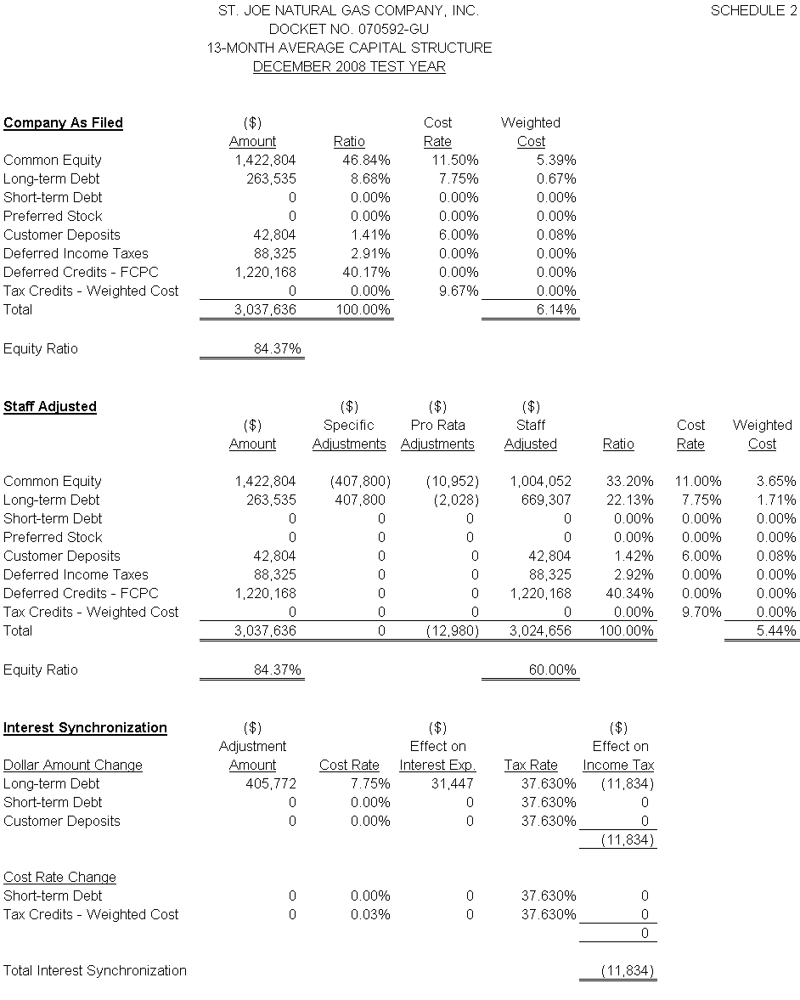 ST. JOE NATURAL GAS COMPANY, INC. SCHEDULE 2
DOCKET NO. 070592-GU
13-MONTH AVERAGE CAPITAL STRUCTURE
DECEMBER 2008 TEST YEAR
Company As Filed ($) Cost Weighted
Amount Ratio Rate Cost
Common Equity 1,422,804 46.84% 11.50% 5.39%
Long-term Debt 263,535 8.68% 7.75% 0.67%
Short-term Debt 0 0.00% 0.00% 0.00%
Preferred Stock 0 0.00% 0.00% 0.00%
Customer Deposits 42,804 1.41% 6.00% 0.08%
Deferred Income Taxes 88,325 2.91% 0.00% 0.00%
Deferred Credits - FCPC 1,220,168 40.17% 0.00% 0.00%
Tax Credits - Weighted Cost 0 0.00% 9.67% 0.00%
Total 3,037,636 100.00% 6.14%
Equity Ratio 84.37%
Staff Adjusted ($) ($) ($)
($) Specific Pro Rata Staff Cost Weighted
Amount Adjustments Adjustments Adjusted Ratio Rate Cost
Common Equity 1,422,804 (407,800) (10,952) 1,004,052 33.20% 11.00% 3.65%
Long-term Debt 263,535 407,800 (2,028) 669,307 22.13% 7.75% 1.71%
Short-term Debt 0 0 0 0 0.00% 0.00% 0.00%
Preferred Stock 0 0 0 0 0.00% 0.00% 0.00%
Customer Deposits 42,804 0 0 42,804 1.42% 6.00% 0.08%
Deferred Income Taxes 88,325 0 0 88,325 2.92% 0.00% 0.00%
Deferred Credits - FCPC 1,220,168 0 0 1,220,168 40.34% 0.00% 0.00%
Tax Credits - Weighted Cost 0 0 0 0 0.00% 9.70% 0.00%
Total 3,037,636 0 (12,980) 3,024,656 100.00% 5.44%
Equity Ratio 84.37% 60.00%
Interest Synchronization ($) ($) ($)
Adjustment Effect on Effect on
Dollar Amount Change Amount Cost Rate Interest Exp. Tax Rate Income Tax
Long-term Debt 405,772 7.75% 31,447 37.630% (11,834)
Short-term Debt 0 0.00% 0 37.630% 0
Customer Deposits 0 0.00% 0 37.630% 0
(11,834)
Cost Rate Change
Short-term Debt 0 0.00% 0 37.630% 0
Tax Credits - Weighted Cost 0 0.03% 0 37.630% 0
0
Total Interest Synchronization (11,834)